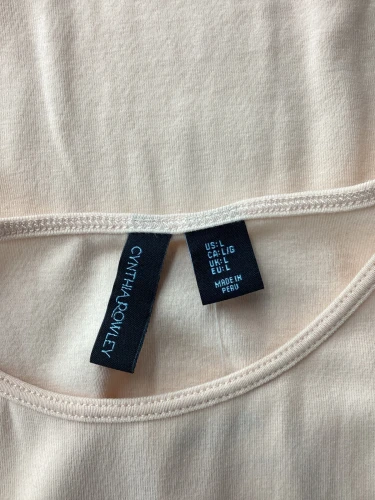 CYNTHIA ROWLEY
US:L
CA:L/G
UK:L
EU:L
MADE IN
PERU